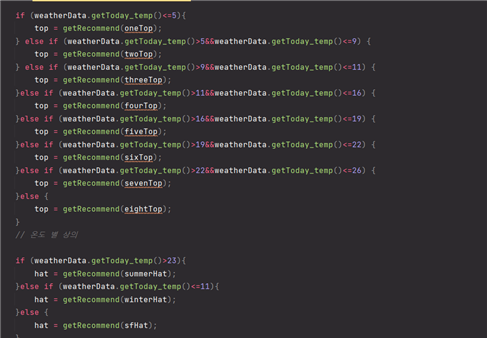 if (weatherData.getToday_temp()<=5){
    top = getRecommend(oneTop);
} else if (weatherData.getToday_temp()>5&&weatherData.getToday_temp()<=9) {
    top = getRecommend(twoTop);
} else if (weatherData.getToday_temp()>9&&weatherData.getToday_temp()<=11) {
    top = getRecommend(threeTop);
}else if (weatherData.getToday_temp()>11&&weatherData.getToday_temp()<=16) {
    top = getRecommend(fourTop);
}else if (weatherData.getToday_temp()>16&&weatherData.getToday_temp()<=19) {
    top = getRecommend(fiveTop);
}else if (weatherData.getToday_temp()>19&&weatherData.getToday_temp()<=22) {
    top = getRecommend(sixTop);
}else if (weatherData.getToday_temp()>22&&weatherData.getToday_temp()<=26) {
    top = getRecommend(sevenTop);
}else {
    top = getRecommend(eightTop);
}
// 온도 별 상의
if (weatherData.getToday_temp()>23){
    hat = getRecommend(summerHat);
}else if (weatherData.getToday_temp()<=11){
    hat = getRecommend(winterHat);
}else {
    hat = getRecommend(sfHat);
}